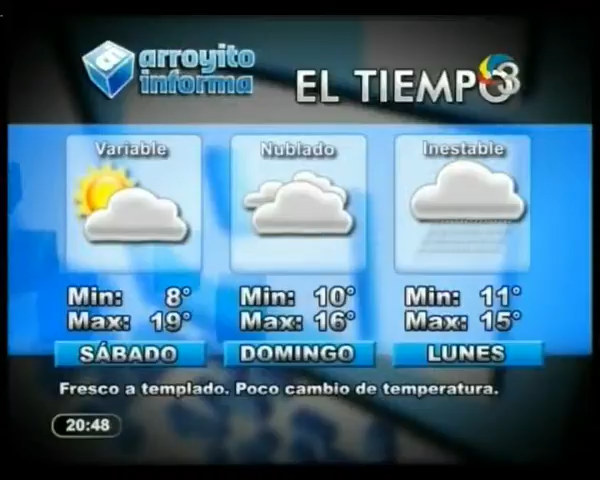 arroyito
informa
EL TIEMPO
Variable
Nublado
Inestable
Min: 8°
Max: 19°
Min: 10°
Max: 16°
Min: 11°
Max: 15°
SÁBADO
DOMINGO
LUNES
Fresco a templado. Poco cambio de temperatura.
20:48